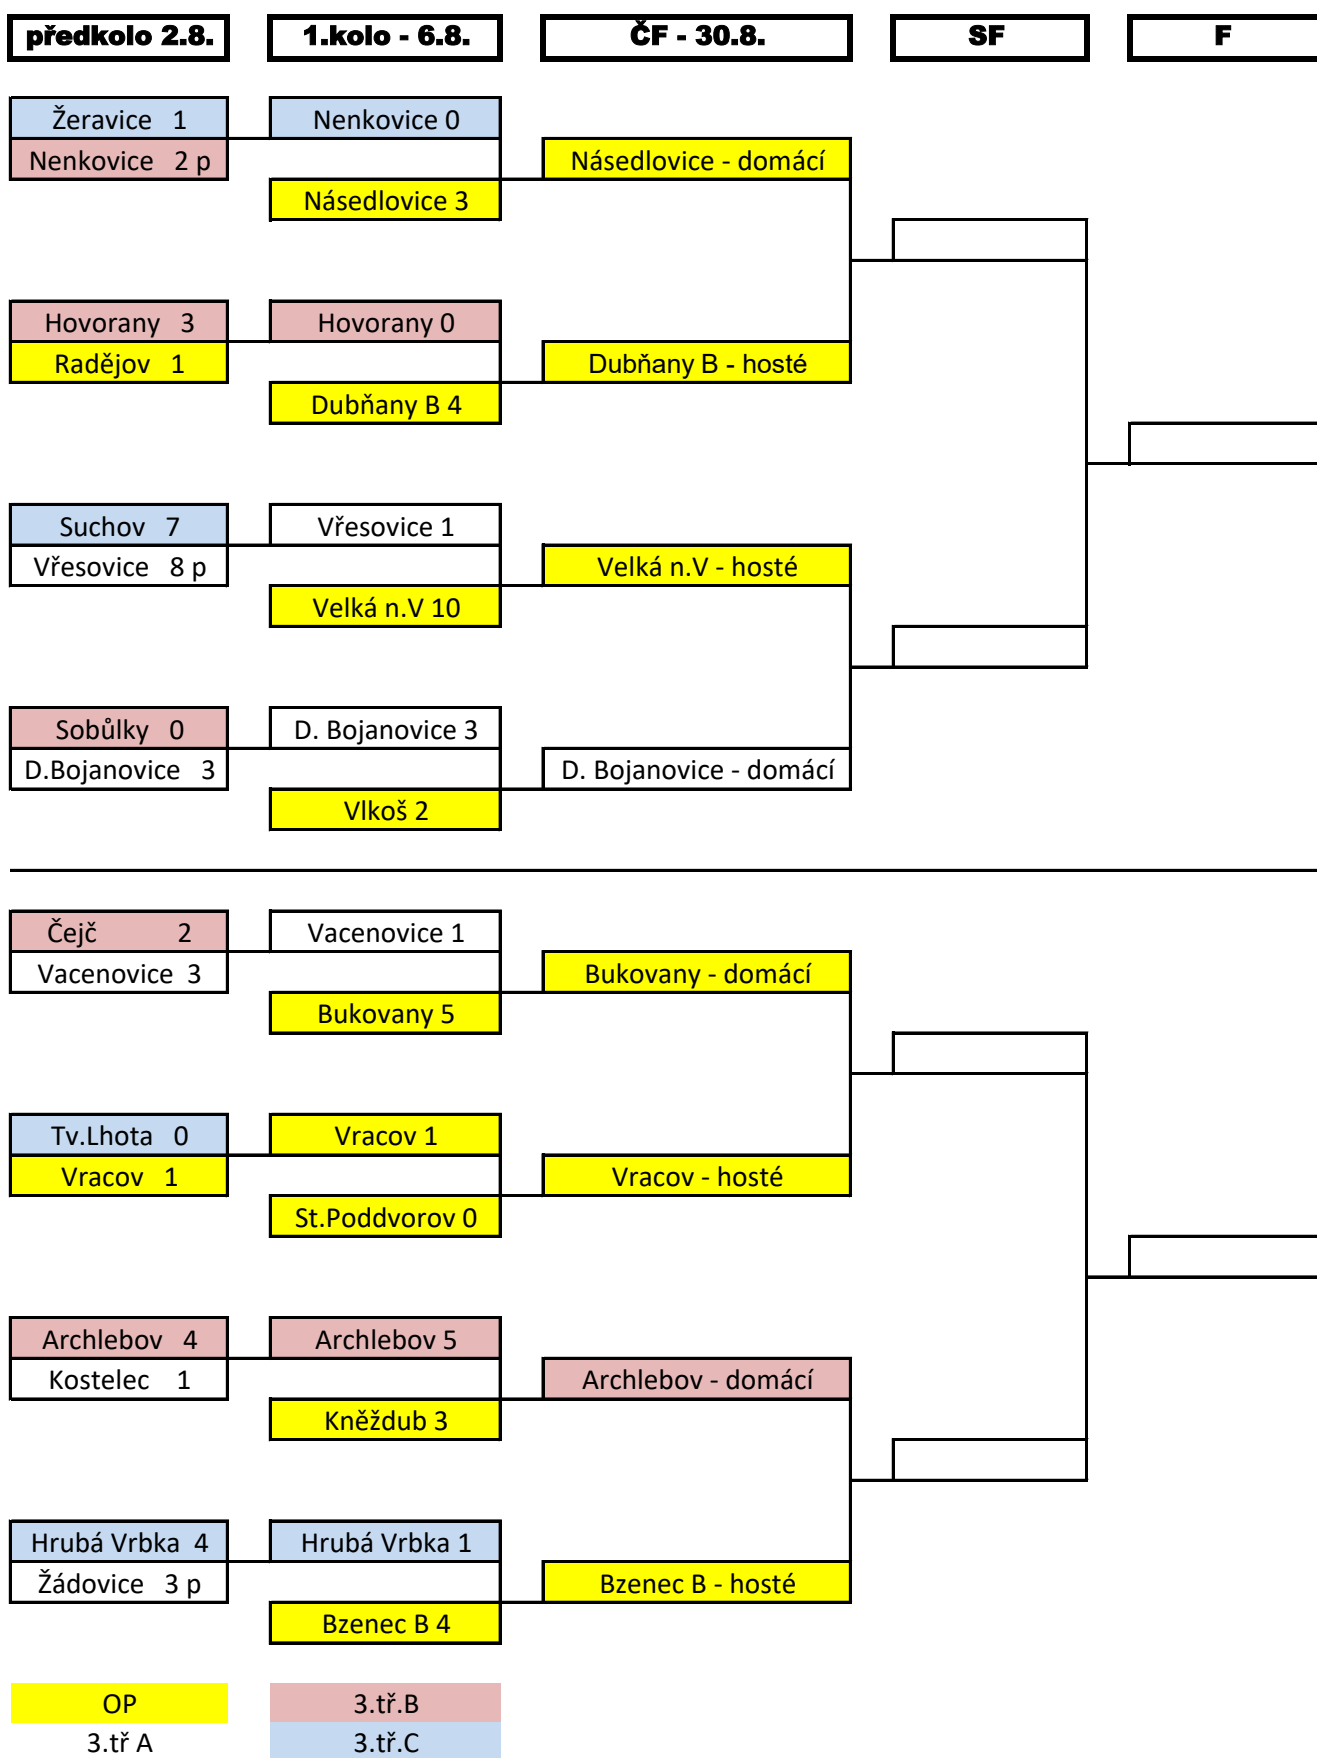 předkolo 2.8. 1.kolo - 6.8. ČF - 30.8. SF F
Žeravice 1 Nenkovice 0
Nenkovice 2 p Násedlovice - domácí
Násedlovice 3
Hovorany 3 Hovorany 0
Radějov 1 Dubňany B - hosté
Dubňany B 4
Suchov 7 Vřesovice 1
Vřesovice 8 p Velká n.V - hosté
Velká n.V 10
Sobůlky 0 D. Bojanovice 3
D.Bojanovice 3 D. Bojanovice - domácí
Vlkoš 2
Čejč 2 Vacenovice 1
Vacenovice 3 Bukovany - domácí
Bukovany 5
Tv.Lhota 0 Vracov 1
Vracov 1 Vracov - hosté
St.Poddvorov 0
Archlebov 4 Archlebov 5
Kostelec 1 Archlebov - domácí
Kněždub 3
Hrubá Vrbka 4 Hrubá Vrbka 1
Žádovice 3 p Bzenec B - hosté
Bzenec B 4
OP 3.tř.B
3.tř A 3.tř.C